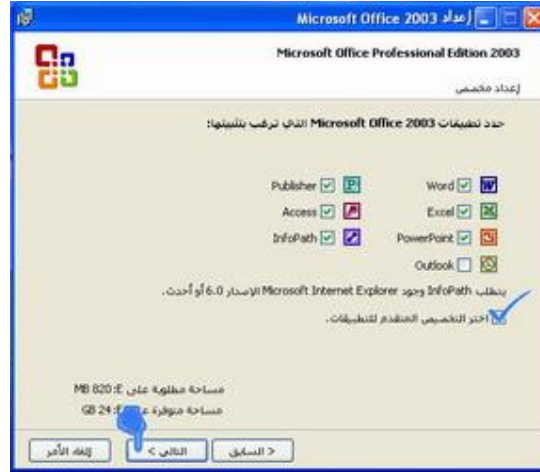 إعداد Microsoft Office 2003
Microsoft Office Professional Edition 2003
إعداد مخصص
حدد تطبيقات Microsoft Office 2003 التي ترغب بتثبيتها:
Word Publisher
Excel Access
PowerPoint InfoPath
Outlook
يتطلب InfoPath وجود Microsoft Internet Explorer الإصدار 6.0 أو أحدث.
اختر التخصيص المتقدم للتطبيقات.
مساحة مطلوبة على E: 820 MB
مساحة متوفرة E: 24 GB
< السابق التالي > إلغاء الأمر